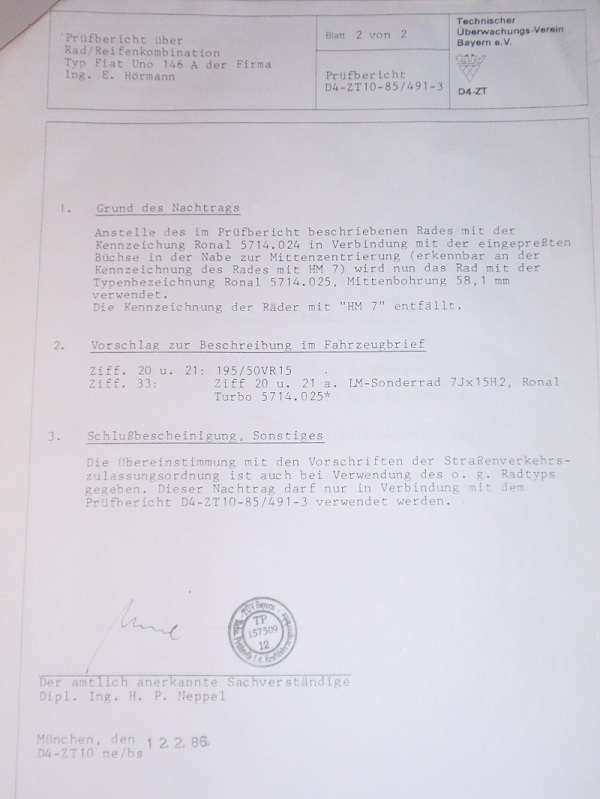 Prüfbericht über
Rad/Reifenkombination
Typ Fiat Uno 146 A der Firma
Ing. E. Hörmann
Blatt 2 von 2
Prüfbericht
D4-ZT10-85/491-3
Technischer
Überwachungs-Verein
Bayern e.V.
TÜV
D4-ZT
1. Grund des Nachtrags
Anstelle des im Prüfbericht beschriebenen Rades mit der
Kennzeichung Ronal 5714.024 in Verbindung mit der eingepreßten
Büchse in der Nabe zur Mittenzentrierung (erkennbar an der
Kennzeichnung des Rades mit HM 7) wird nun das Rad mit der
Typenbezeichnung Ronal 5714.025, Mittenbohrung 58,1 mm
verwendet.
Die Kennzeichnung der Räder mit "HM 7" entfällt.
2. Vorschlag zur Beschreibung im Fahrzeugbrief
Ziff. 20 u. 21: 195/50VR15
Ziff. 33: Ziff 20 u. 21 a. LM-Sonderrad 7Jx15H2, Ronal
Turbo 5714.025*
3. Schlußbescheinigung, Sonstiges
Die Übereinstimmung mit den Vorschriften der Straßenverkehrs-
zulassungsordnung ist auch bei Verwendung des o. g. Radtyps
gegeben. Dieser Nachtrag darf nur in Verbindung mit dem
Prüfbericht D4-ZT10-85/491-3 verwendet werden.
TÜV Bayern
TP
157509
12
Der amtlich anerkannte Sachverständige
Dipl. Ing. H. P. Neppel
München, den 12.2.86
D4-ZT10 ne/bs